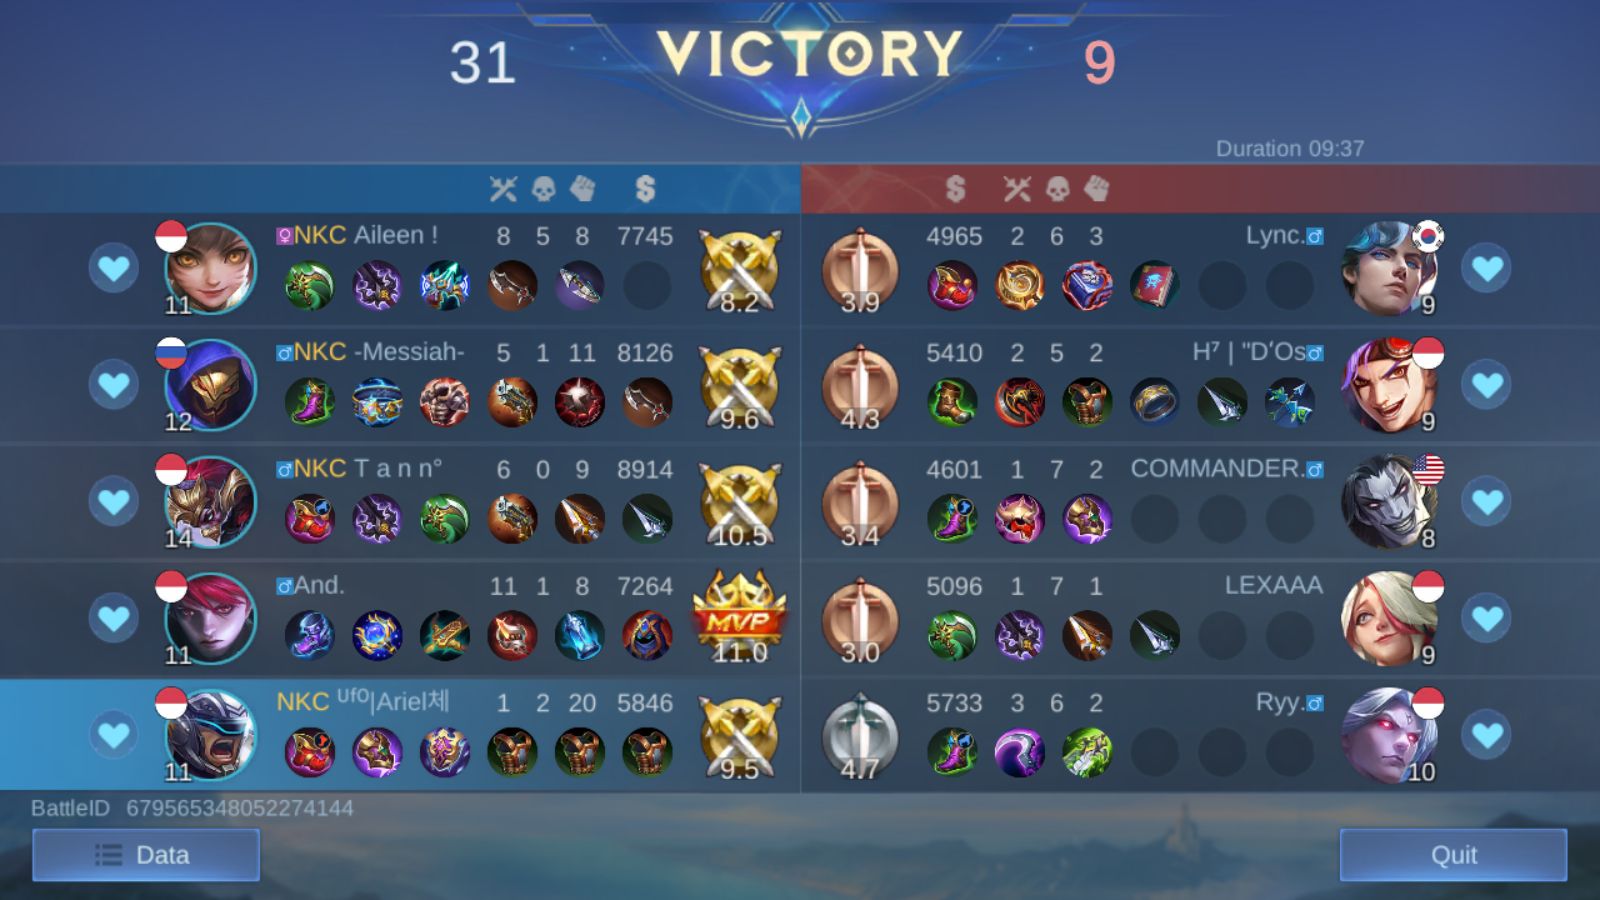 31 VICTORY 9
Duration 09:37
NKC Aileen ! 8 5 8 7745 8.2 11
3.9 4965 2 6 3 Lync. 9
NKC -Messiah- 5 1 11 8126 9.6 12
4.3 5410 2 5 2 H⁷ | "DʻOs 9
NKC T a n n° 6 0 9 8914 10.5 14
3.4 4601 1 7 2 COMMANDER. 8
And. 11 1 8 7264 MVP 11.0 11
3.0 5096 1 7 1 LEXAAA 9
NKC ᵁᶠᴼ|Ariel체 1 2 20 5846 9.5 11
4.7 5733 3 6 2 Ryy. 10
BattleID 679565348052274144
Data
Quit